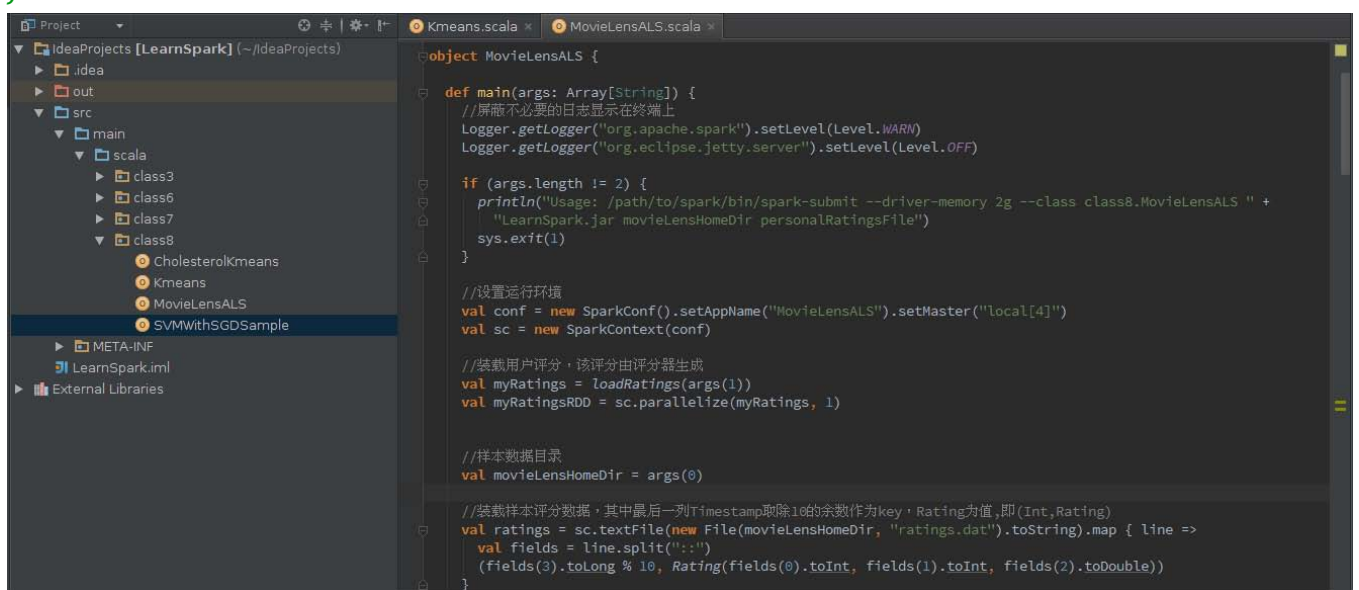 Project
IdeaProjects [LearnSpark] (~/IdeaProjects)
.idea
out
src
main
scala
class3
class6
class7
class8
CholesterolKmeans
Kmeans
MovieLensALS
SVMWithSGDSample
META-INF
LearnSpark.iml
External Libraries
Kmeans.scala
MovieLensALS.scala
object MovieLensALS {
def main(args: Array[String]) {
//屏蔽不必要的日志显示在终端上
Logger.getLogger("org.apache.spark").setLevel(Level.WARN)
Logger.getLogger("org.eclipse.jetty.server").setLevel(Level.OFF)
if (args.length != 2) {
println("Usage: /path/to/spark/bin/spark-submit --driver-memory 2g --class class8.MovieLensALS " +
"LearnSpark.jar movieLensHomeDir personalRatingsFile")
sys.exit(1)
}
//设置运行环境
val conf = new SparkConf().setAppName("MovieLensALS").setMaster("local[4]")
val sc = new SparkContext(conf)
//装载用户评分，该评分由评分器生成
val myRatings = loadRatings(args(1))
val myRatingsRDD = sc.parallelize(myRatings, 1)
//样本数据目录
val movieLensHomeDir = args(0)
//装载样本评分数据，其中最后一列Timestamp取除10的余数作为key，Rating为值,即(Int,Rating)
val ratings = sc.textFile(new File(movieLensHomeDir, "ratings.dat").toString).map { line =>
val fields = line.split("::")
(fields(3).toLong % 10, Rating(fields(0).toInt, fields(1).toInt, fields(2).toDouble))
}